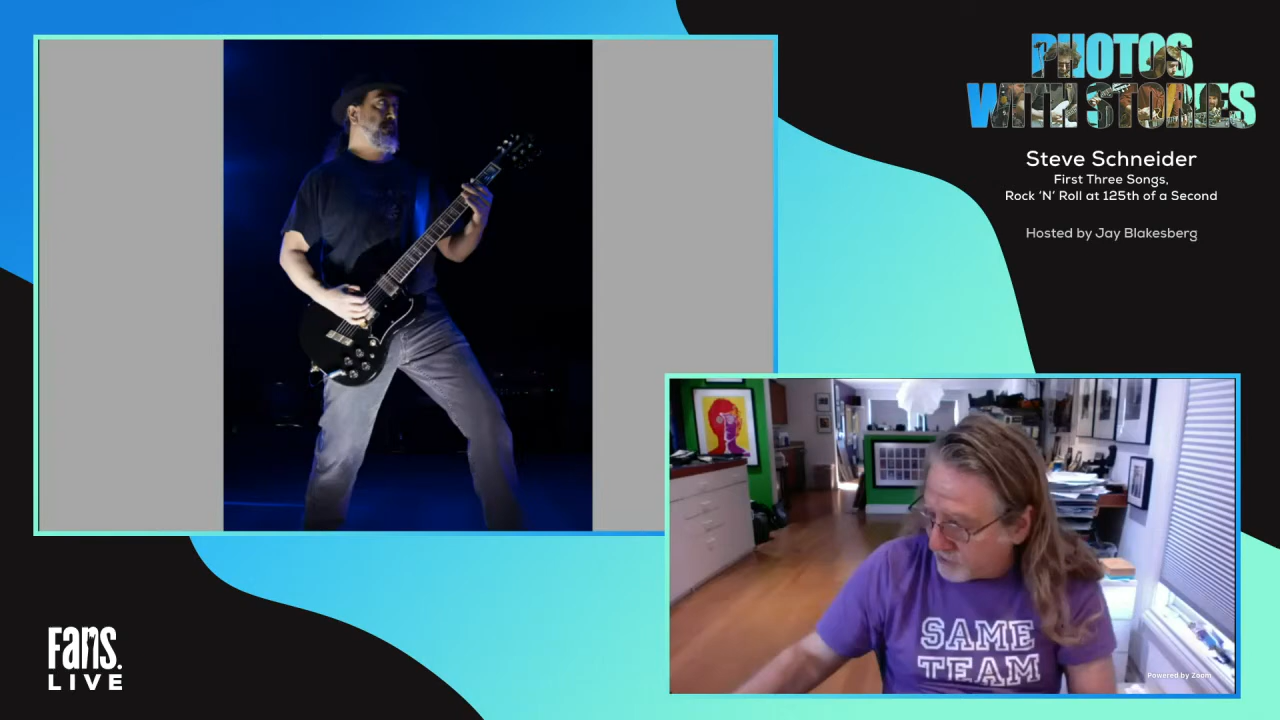 PHOTOS
WITH STORIES
Steve Schneider
First Three Songs,
Rock ‘N’ Roll at 125th of a Second
Hosted by Jay Blakesberg
SAME
TEAM
Powered by Zoom
Fans.
LIVE